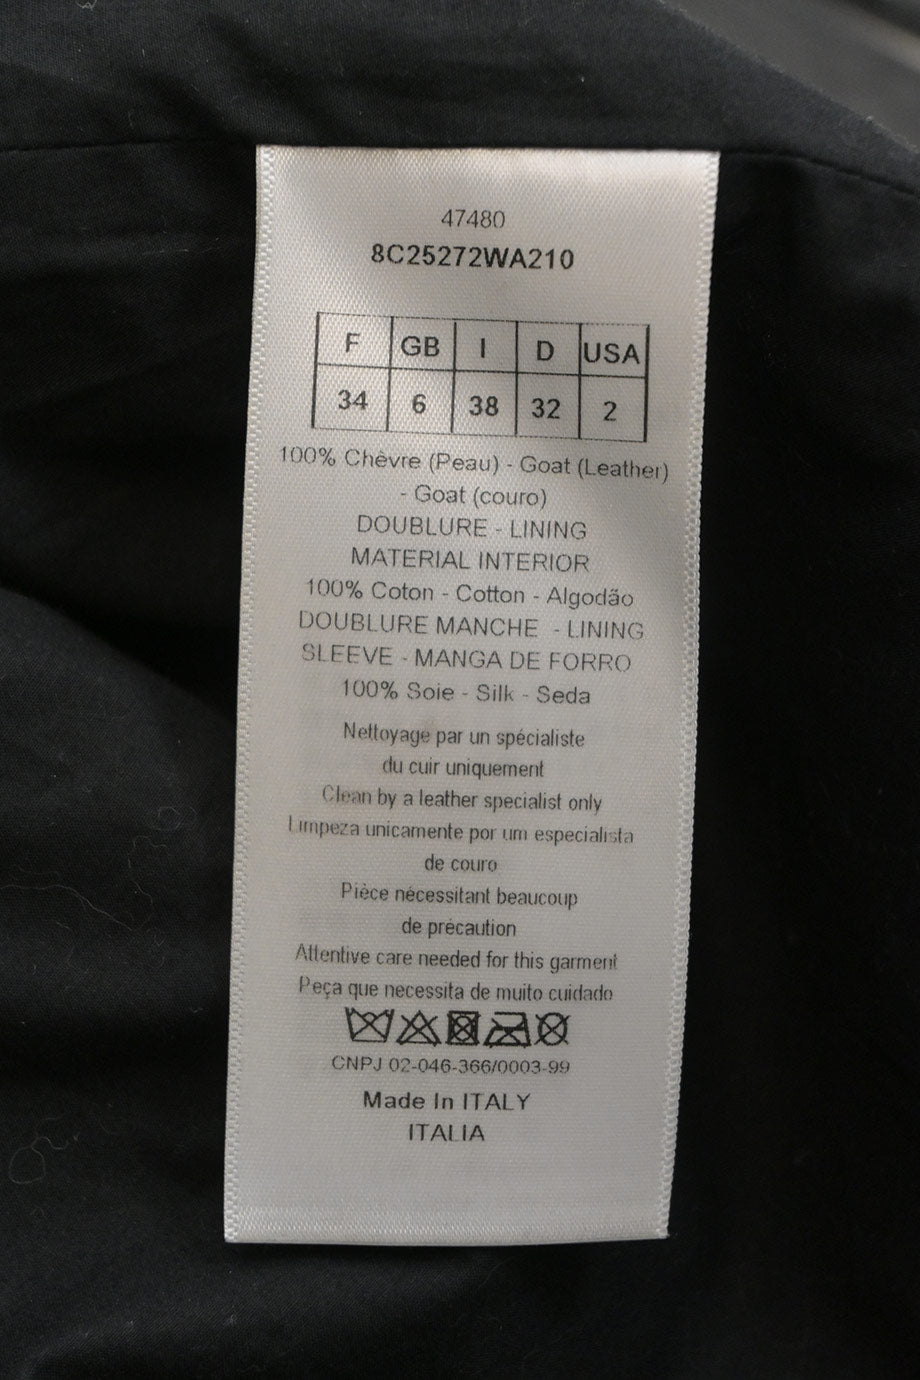 47480
8C25272WA210
F GB I D USA
34 6 38 32 2
100% Chèvre (Peau) - Goat (Leather)
- Goat (couro)
DOUBLURE - LINING
MATERIAL INTERIOR
100% Coton - Cotton - Algodão
DOUBLURE MANCHE - LINING
SLEEVE - MANGA DE FORRO
100% Soie - Silk - Seda
Nettoyage par un spécialiste
du cuir uniquement
Clean by a leather specialist only
Limpeza unicamente por um especialista
de couro
Pièce nécessitant beaucoup
de précaution
Attentive care needed for this garment
Peça que necessita de muito cuidado
CNPJ 02-046-366/0003-99
Made In ITALY
ITALIA